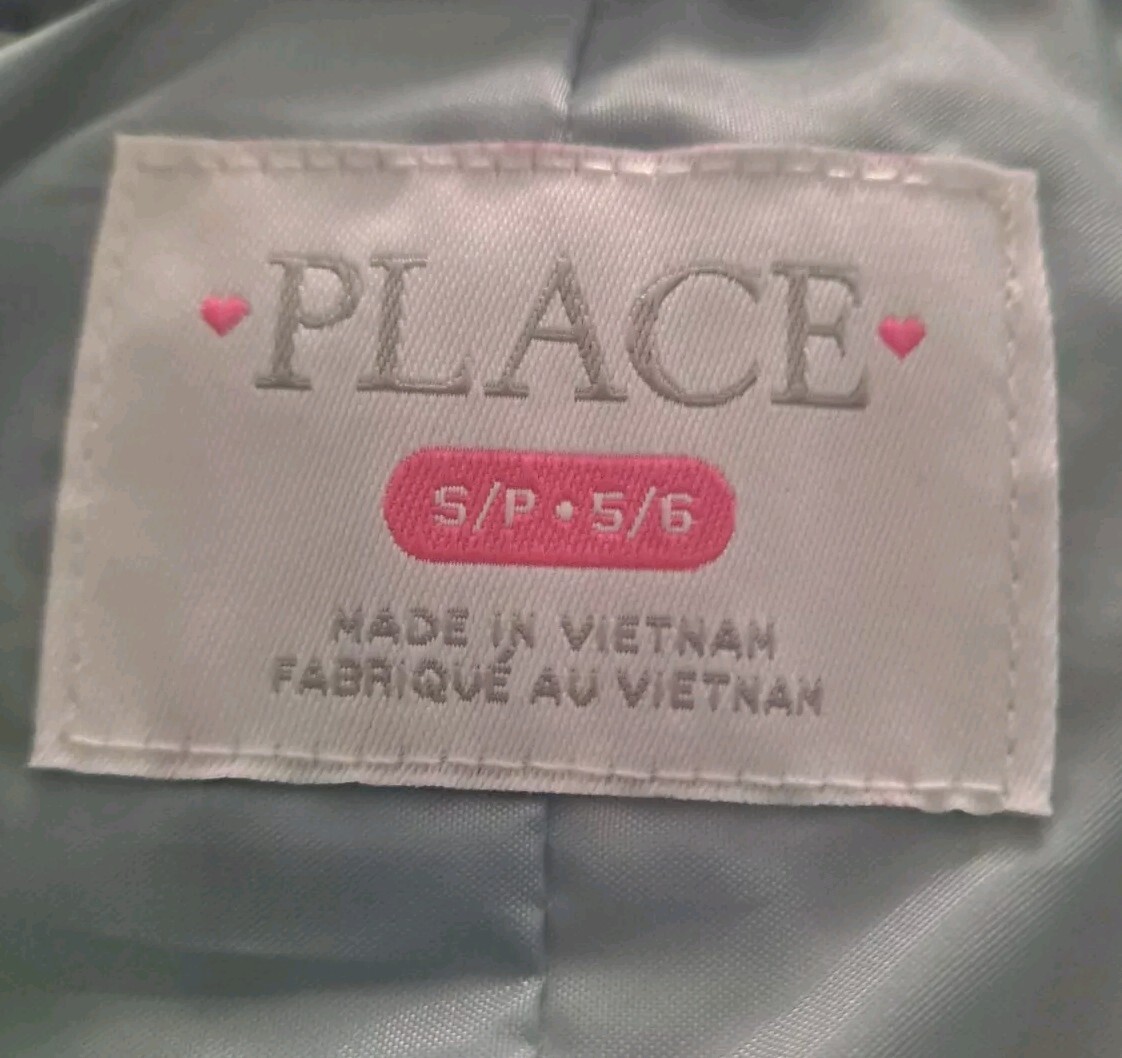 PLACE
S/P • 5/6
MADE IN VIETNAM
FABRIQUÉ AU VIETNAM